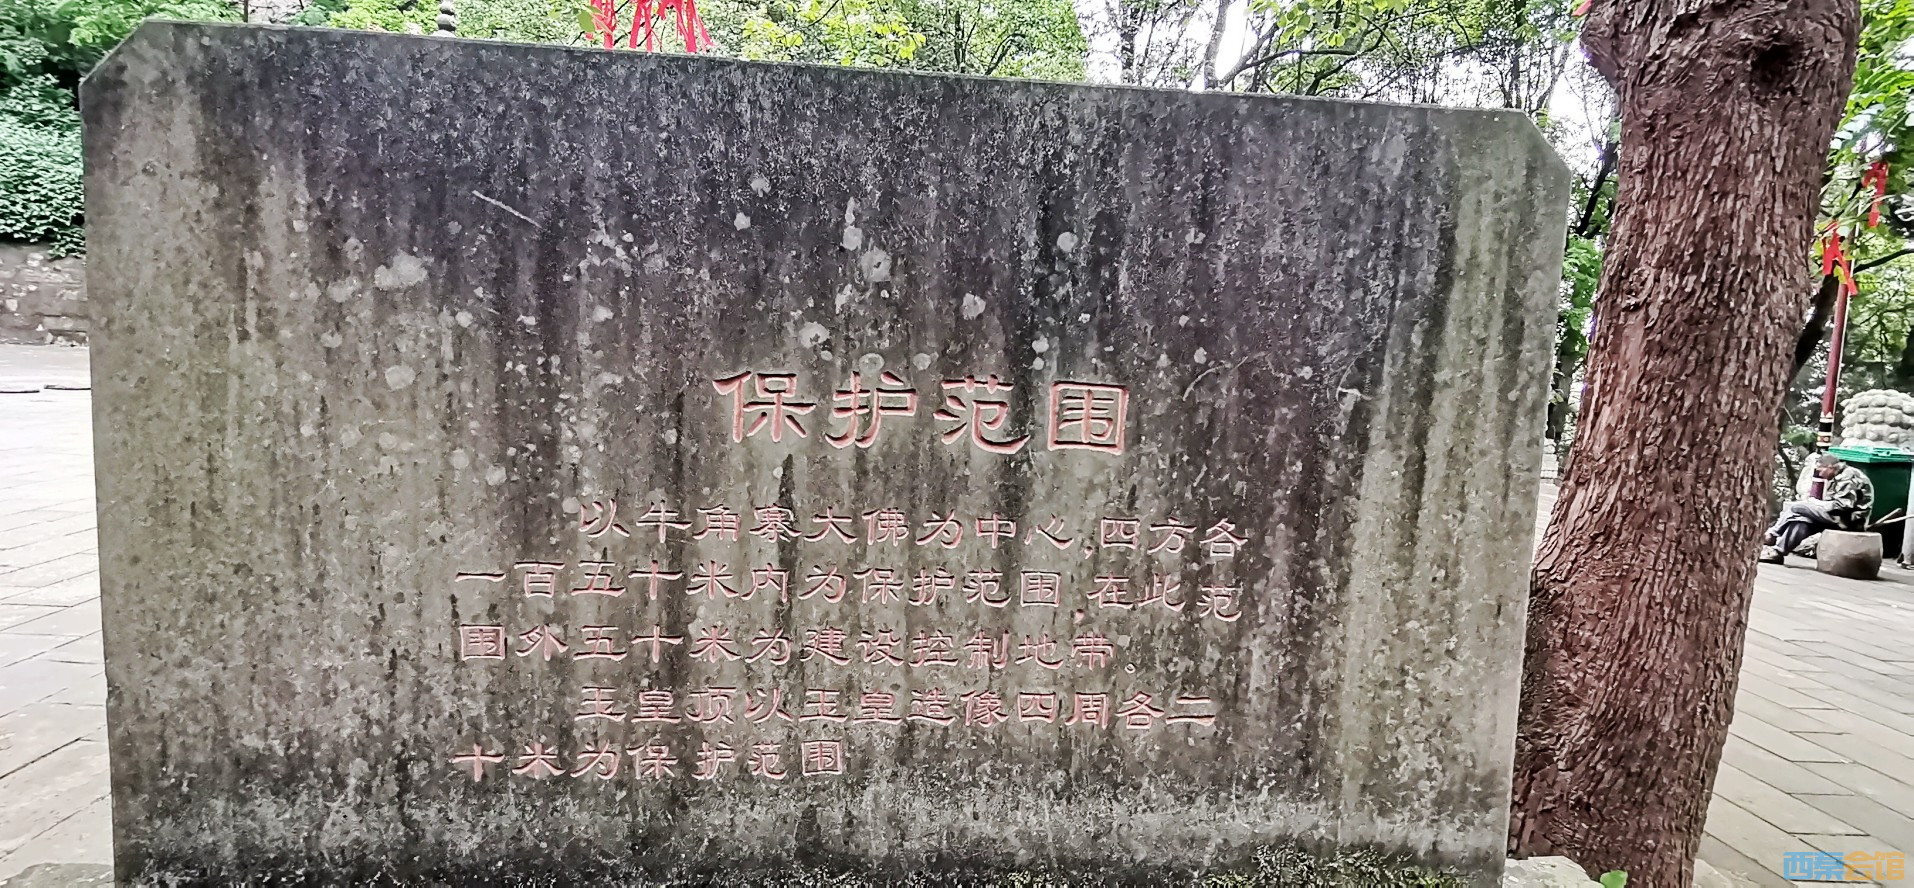 保护范围
以牛角寨大佛为中心,四方各
一百五十米内为保护范围,在此范
围外五十米为建设控制地带。
玉皇顶以玉皇造像四周各二
十米为保护范围
西秦会馆